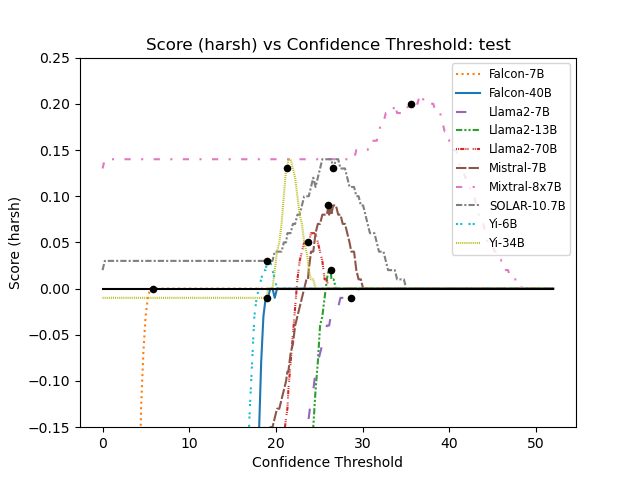 Score (harsh) vs Confidence Threshold: test
0.25
0.20
0.15
0.10
0.05
0.00
−0.05
−0.10
−0.15
Score (harsh)
0
10
20
30
40
50
Confidence Threshold
Falcon-7B
Falcon-40B
Llama2-7B
Llama2-13B
Llama2-70B
Mistral-7B
Mixtral-8x7B
SOLAR-10.7B
Yi-6B
Yi-34B